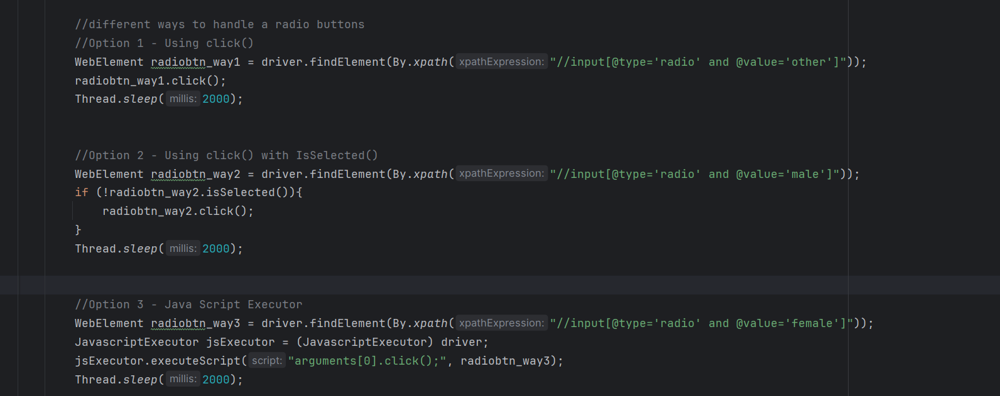 //different ways to handle a radio buttons
//Option 1 - Using click()
WebElement radiobtn_way1 = driver.findElement(By.xpath( xpathExpression: "//input[@type='radio' and @value='other']"));
radiobtn_way1.click();
Thread.sleep( millis: 2000);
//Option 2 - Using click() with IsSelected()
WebElement radiobtn_way2 = driver.findElement(By.xpath( xpathExpression: "//input[@type='radio' and @value='male']"));
if (!radiobtn_way2.isSelected()){
radiobtn_way2.click();
}
Thread.sleep( millis: 2000);
//Option 3 - Java Script Executor
WebElement radiobtn_way3 = driver.findElement(By.xpath( xpathExpression: "//input[@type='radio' and @value='female']"));
JavascriptExecutor jsExecutor = (JavascriptExecutor) driver;
jsExecutor.executeScript( script: "arguments[0].click();", radiobtn_way3);
Thread.sleep( millis: 2000);